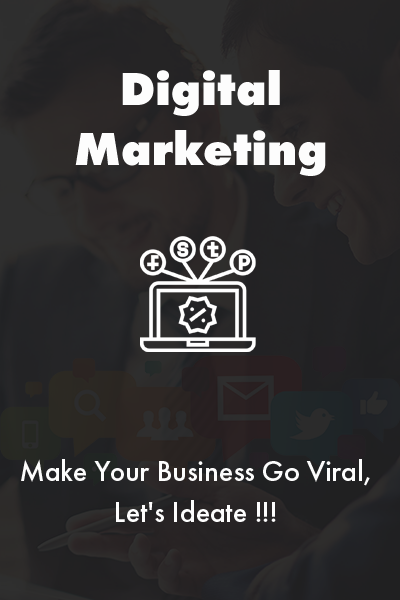 Digital
Marketing
f S t P
%
Make Your Business Go Viral,
Let's Ideate !!!